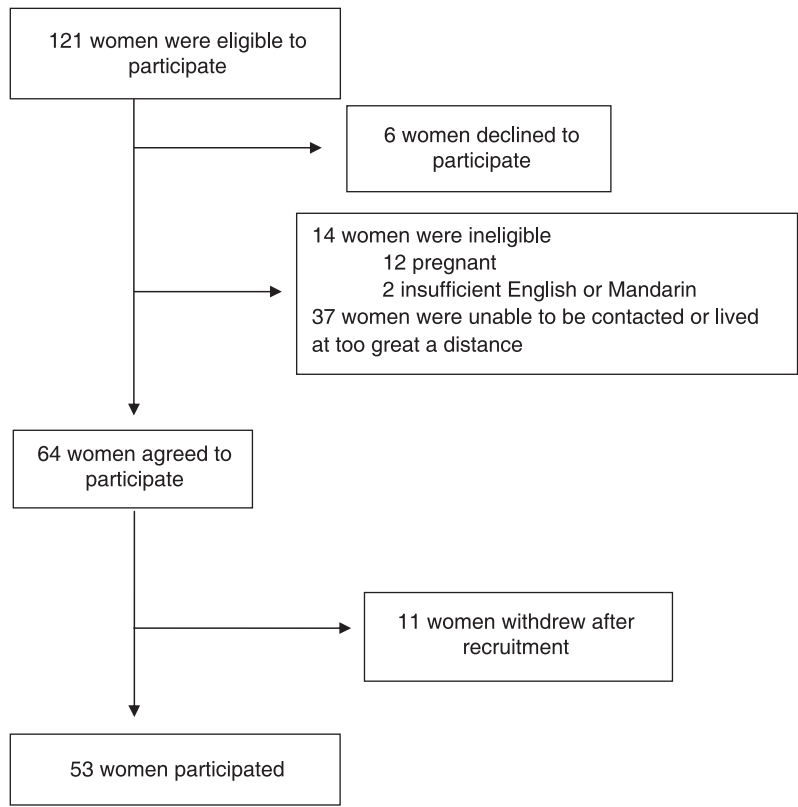 121 women were eligible to
participate
6 women declined to
participate
14 women were ineligible
12 pregnant
2 insufficient English or Mandarin
37 women were unable to be contacted or lived
at too great a distance
64 women agreed to
participate
11 women withdrew after
recruitment
53 women participated